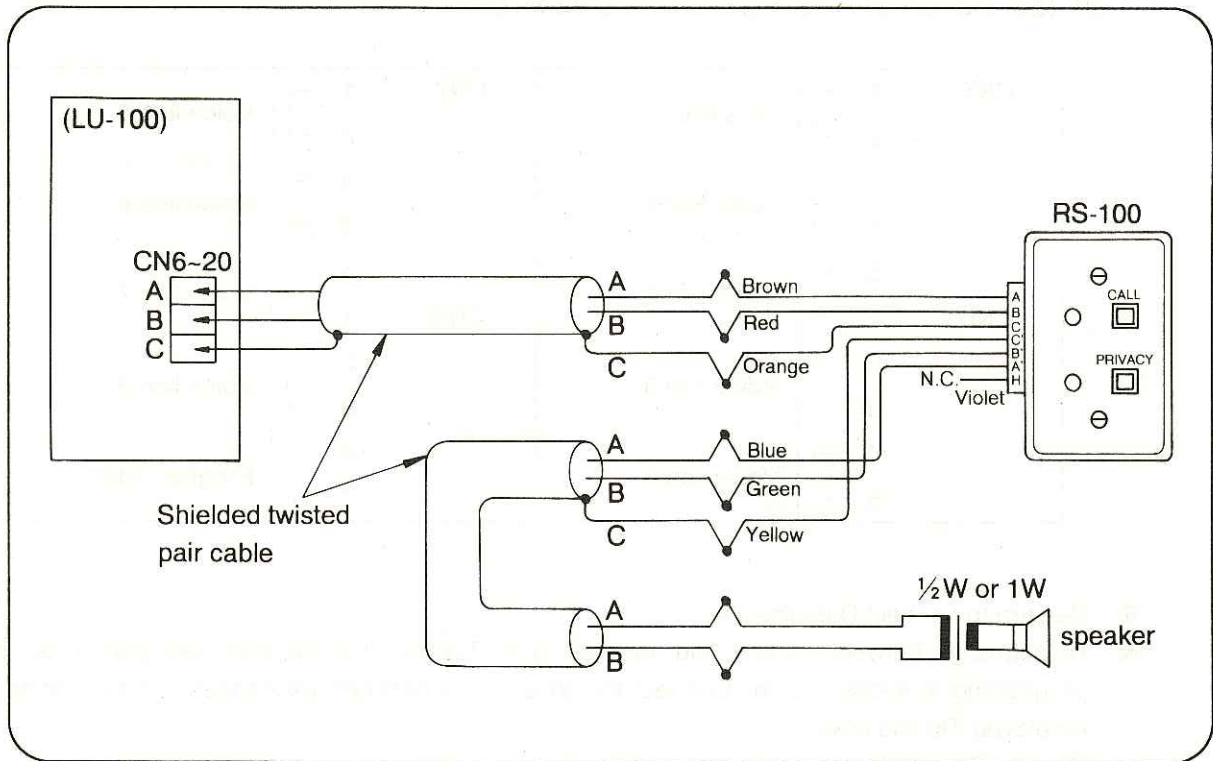 (LU-100)
CN6~20
A
B
C
A
B
C
Brown
Red
Orange
RS-100
A
B
C
C'
B'
A'
H
CALL
PRIVACY
N.C.
Violet
A
B
C
Blue
Green
Yellow
Shielded twisted
pair cable
A
B
½W or 1W
speaker